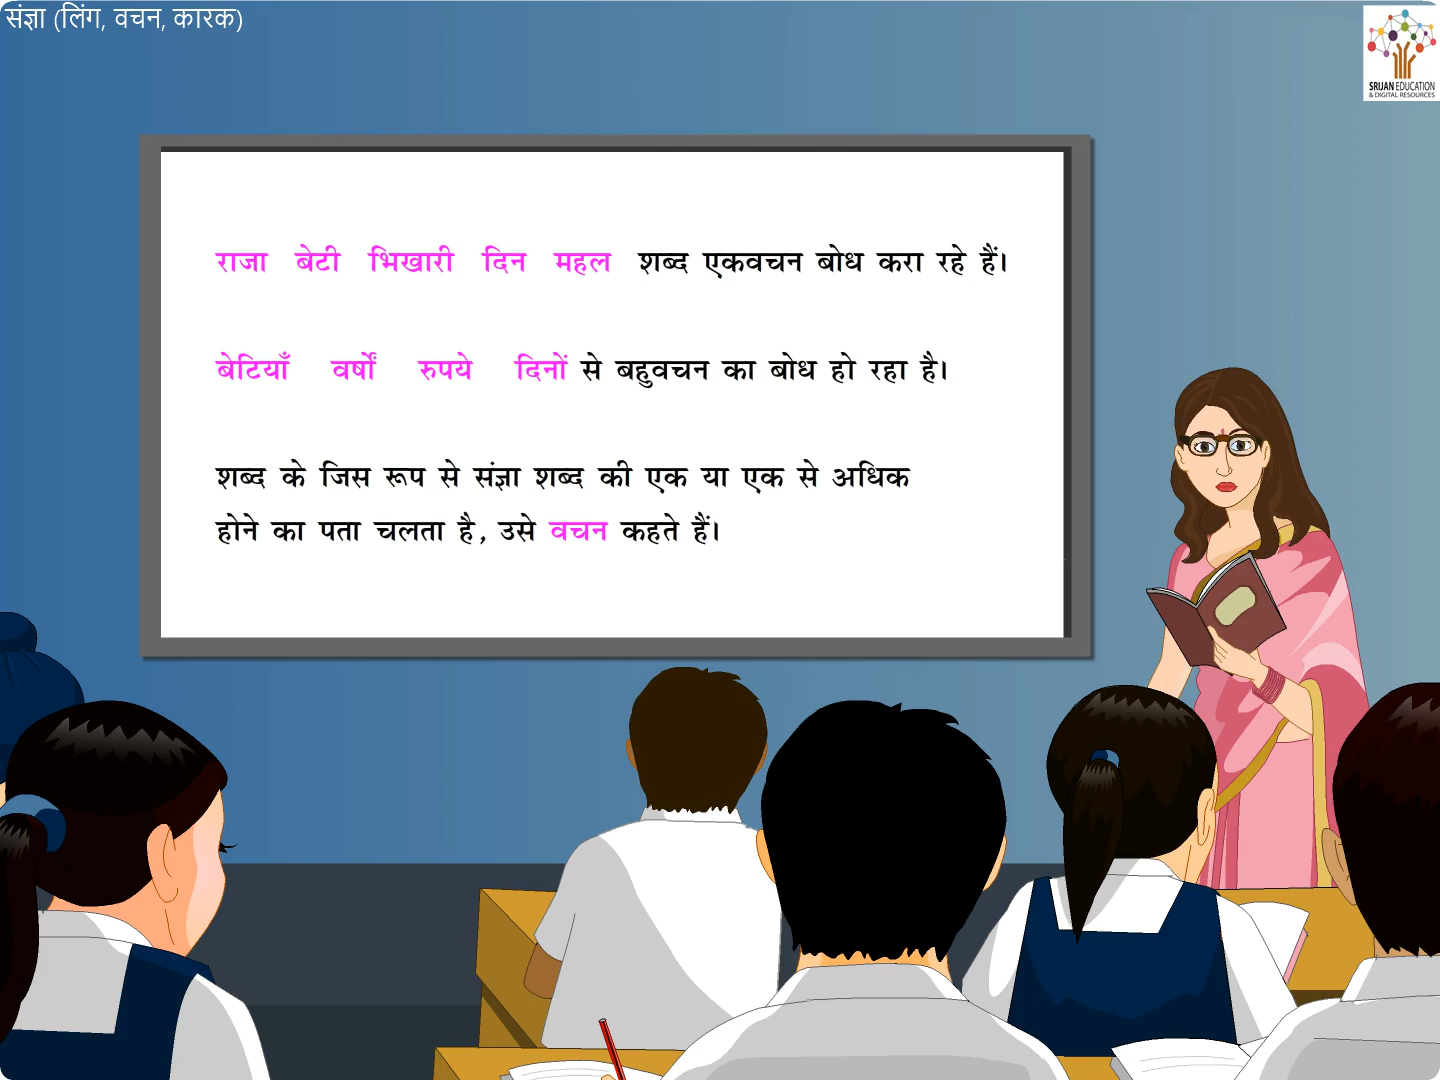 संज्ञा (लिंग, वचन, कारक)
SRIJAN EDUCATION
& DIGITAL RESOURCES
राजा बेटी भिखारी दिन महल शब्द एकवचन बोध करा रहे हैं।
बेटियाँ वर्षों रुपये दिनों से बहुवचन का बोध हो रहा है।
शब्द के जिस रूप से संज्ञा शब्द की एक या एक से अधिक
होने का पता चलता है, उसे वचन कहते हैं।